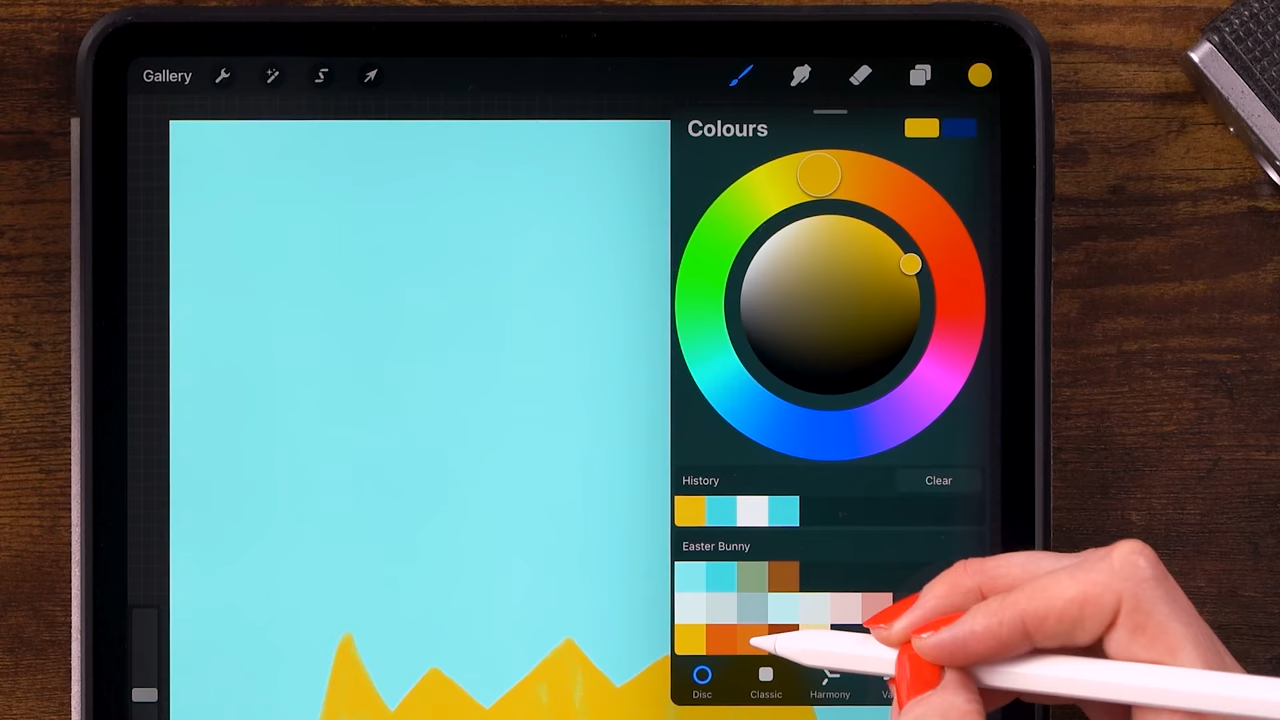 Gallery
Colours
History
Clear
Easter Bunny
Disc
Classic
Harmony